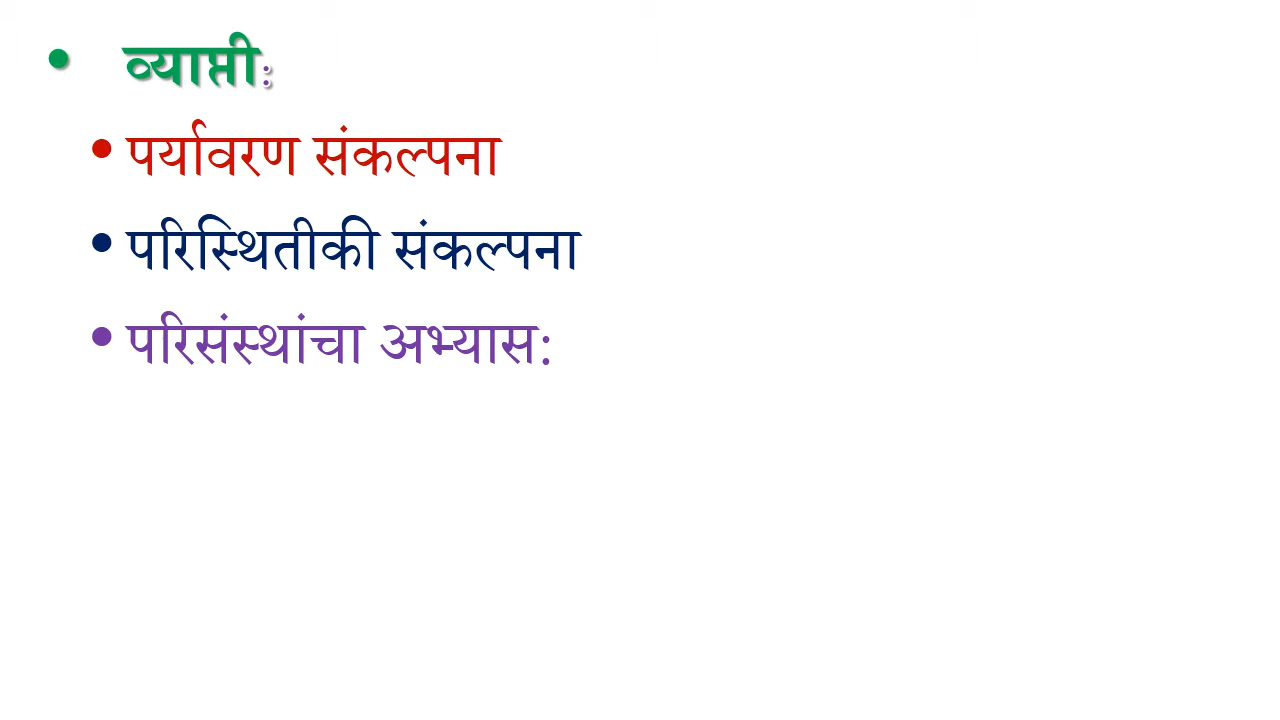 • व्याप्ती:
• पर्यावरण संकल्पना
• परिस्थितीकी संकल्पना
• परिसंस्थांचा अभ्यास: